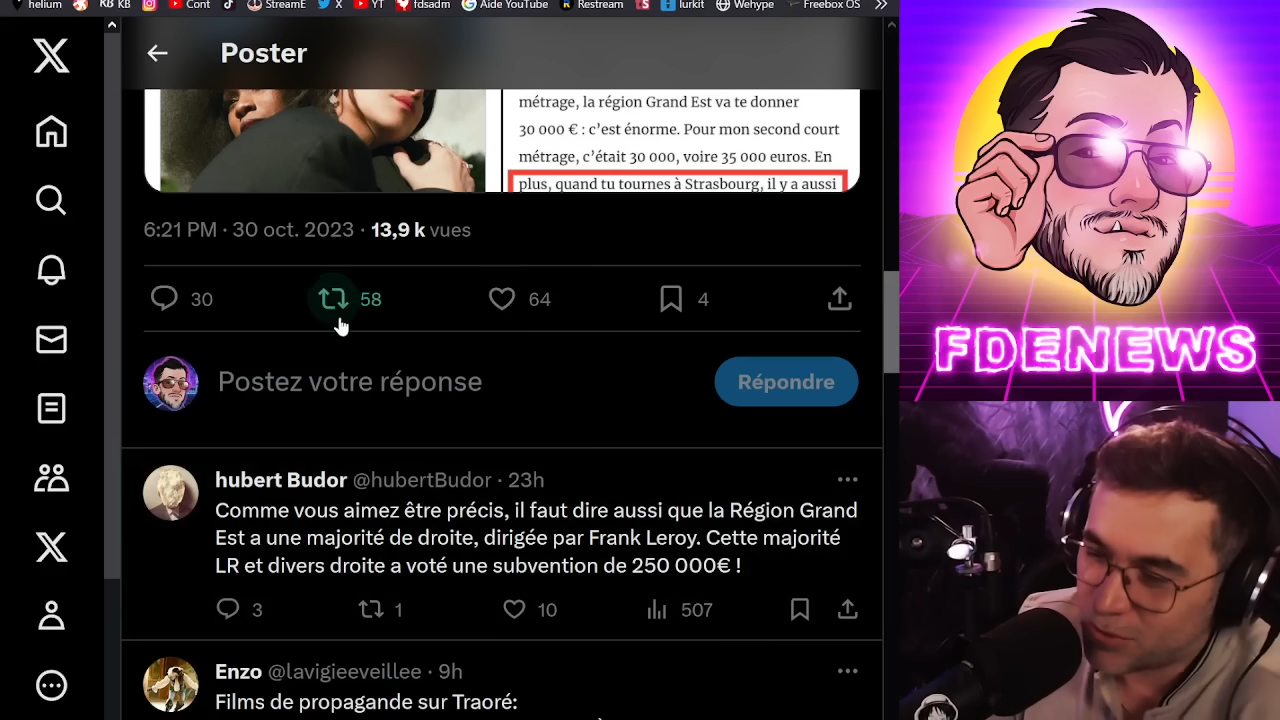 helium
KB
Cont
StreamE
X
YT
fdsadm
Aide YouTube
Restream
lurkit
Wehype
Freebox OS
Poster
métrage, la région Grand Est va te donner
30 000 € : c’est énorme. Pour mon second court
métrage, c’était 30 000, voire 35 000 euros. En
plus, quand tu tournes à Strasbourg, il y a aussi
6:21 PM · 30 oct. 2023 · 13,9 k vues
30 58 64 4
Postez votre réponse
Répondre
hubert Budor @hubertBudor · 23h
Comme vous aimez être précis, il faut dire aussi que la Région Grand
Est a une majorité de droite, dirigée par Frank Leroy. Cette majorité
LR et divers droite a voté une subvention de 250 000€ !
3 1 10 507
Enzo @lavigieeveillee · 9h
Films de propagande sur Traoré:
FDENEWS